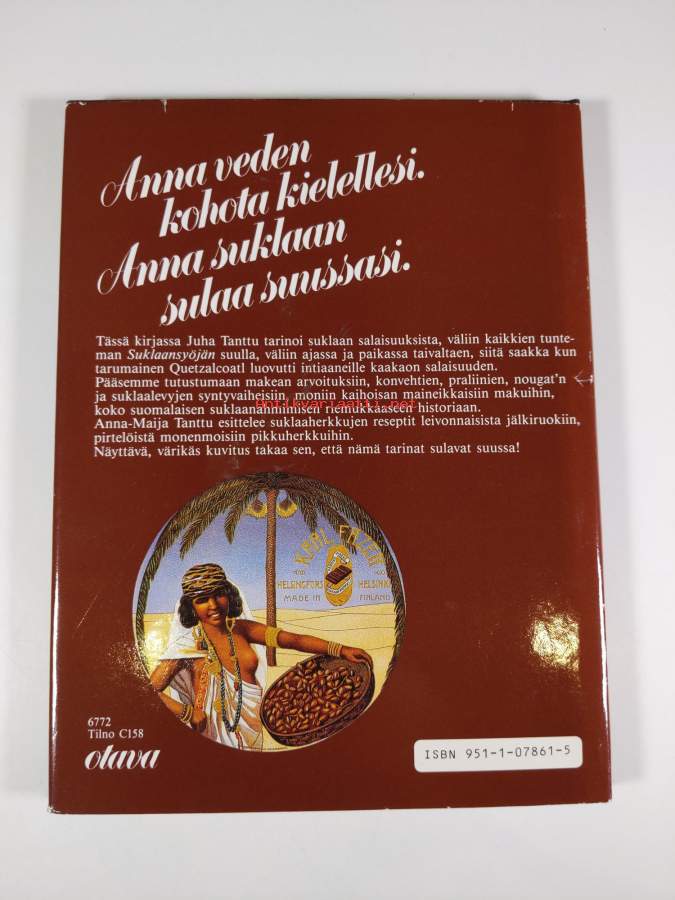 Anna veden
kohota kielellesi.
Anna suklaan
sulaa suussasi.
Tässä kirjassa Juha Tanttu tarinoi suklaan salaisuuksista, väliin kaikkien tunte-
man Suklaansyöjän suulla, väliin ajassa ja paikassa taivaltaen, siitä saakka kun
tarumainen Quetzalcoatl luovutti intiaaneille kaakaon salaisuuden.
Pääsemme tutustumaan makean arvoituksiin, konvehtien, praliinien, nougat'n
ja suklaalevyjen syntyvaiheisiin, moniin kaihoisan maineikkaisiin makuihin,
antikvariaatti.net
koko suomalaisen suklaanhimnisen riemukkaaseen historiaan.
Anna-Maija Tanttu esittelee suklaaherkkujen reseptit leivonnaisista jälkiruokiin,
pirtelöistä monenmoisiin pikkuherkkuihin.
Näyttävä, värikäs kuvitus takaa sen, että nämä tarinat sulavat suussa!
KARL FAZER
HELSINGFORS HELSINKI
MADE IN FINLAND
6772
Tilno C158
otava
ISBN 951-1-07861-5